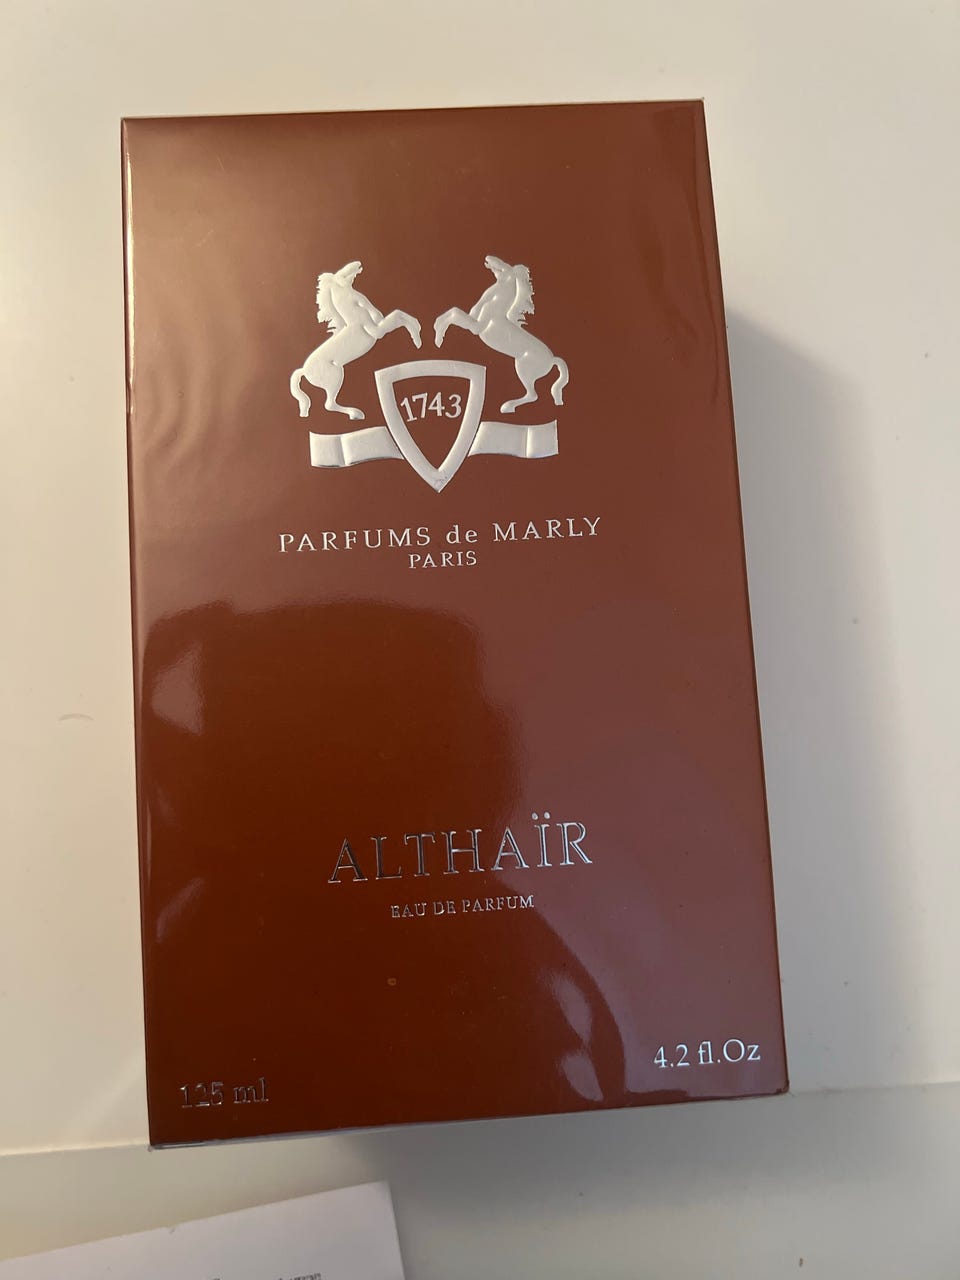 1743
PARFUMS de MARLY
PARIS
ALTHAÏR
EAU DE PARFUM
4.2 fl.Oz
125 ml